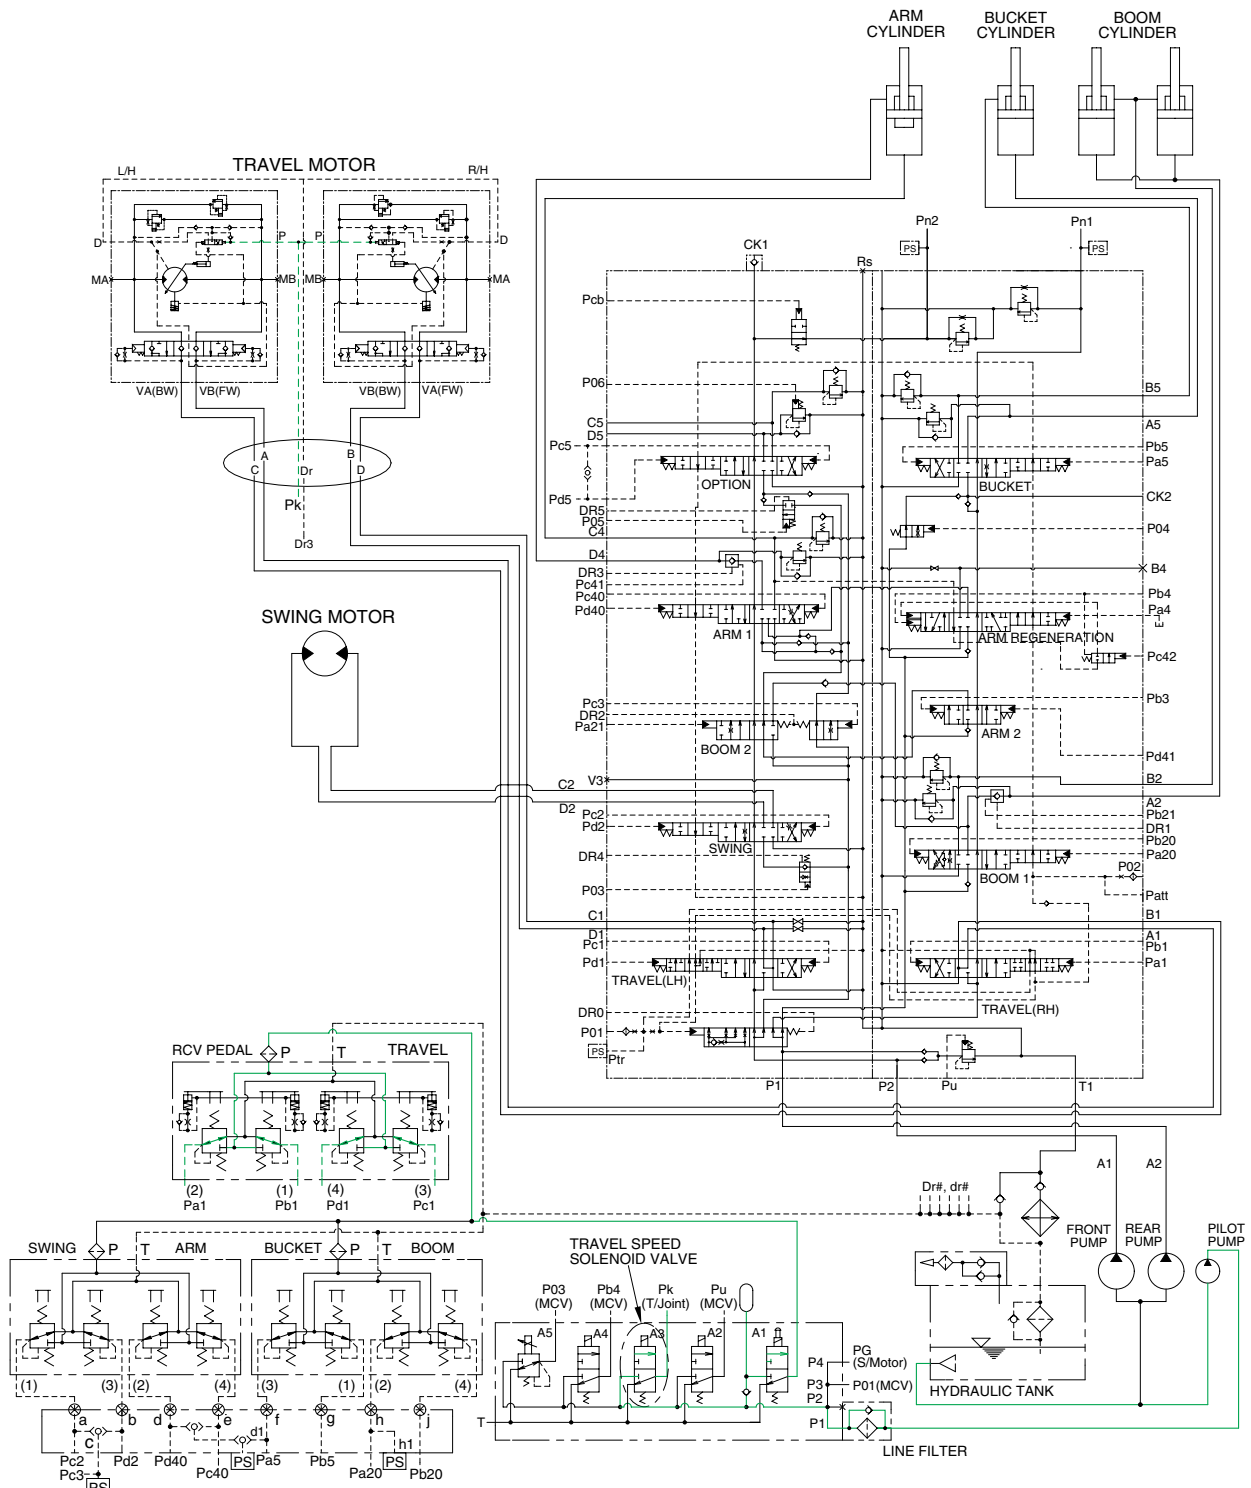 ARM CYLINDER
BUCKET CYLINDER
BOOM CYLINDER
L/H
TRAVEL MOTOR
R/H
D
P
P
D
MA
MB
MB
MA
VA(BW)
VB(FW)
VB(BW)
VA(FW)
A
C
B
D
Dr
Pk
Dr3
SWING MOTOR
Pn2
Pn1
PS
PS
CK1
Rs
Pcb
P06
C5
D5
Pc5
OPTION
Pd5
DR5
P05
C4
D4
DR3
Pc41
Pc40
Pd40
ARM 1
Pc3
DR2
Pa21
BOOM 2
C2
V3
D2
Pc2
Pd2
SWING
DR4
P03
C1
D1
Pc1
Pd1
TRAVEL(LH)
DR0
P01
PS
Ptr
B5
A5
Pb5
Pa5
BUCKET
CK2
P04
B4
Pb4
Pa4
E
ARM REGENERATION
Pc42
Pb3
ARM 2
Pd41
B2
A2
Pb21
DR1
Pb20
Pa20
BOOM 1
P02
Patt
B1
A1
Pb1
Pa1
TRAVEL(RH)
P1
P2
Pu
T1
RCV PEDAL
P
T
TRAVEL
(2)
(1)
(4)
(3)
Pa1
Pb1
Pd1
Pc1
SWING
P
T
ARM
BUCKET
P
T
BOOM
(1)
(3)
(2)
(4)
(3)
(1)
(2)
(4)
a
b
d
e
f
g
h
j
c
d1
h1
Pc2
Pd2
Pd40
PS
Pa5
Pb5
PS
Pc3
PS
Pc40
Pa20
Pb20
TRAVEL SPEED SOLENOID VALVE
P03 (MCV)
Pb4 (MCV)
Pk (T/Joint)
Pu (MCV)
A5
A4
A3
A2
A1
T
P4
PG (S/Motor)
P3
P01(MCV)
P2
P1
LINE FILTER
Dr#, dr#
A1
A2
FRONT PUMP
REAR PUMP
PILOT PUMP
HYDRAULIC TANK